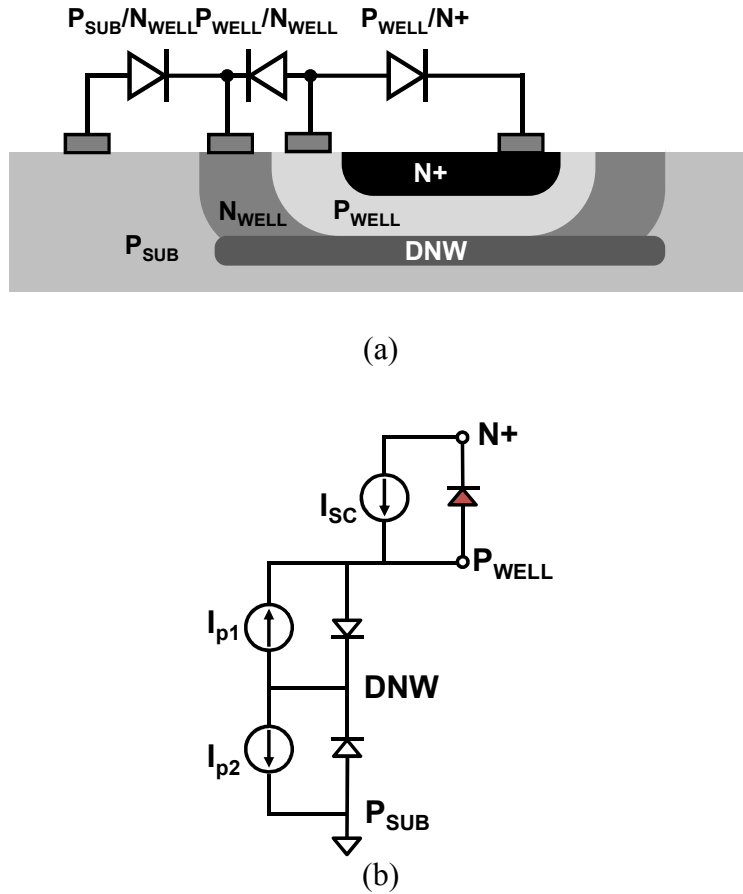 PSUB/NWELL PWELL/NWELL PWELL/N+
N+
NWELL
PWELL
PSUB
DNW
(a)
N+
ISC
PWELL
Ip1
DNW
Ip2
PSUB
(b)